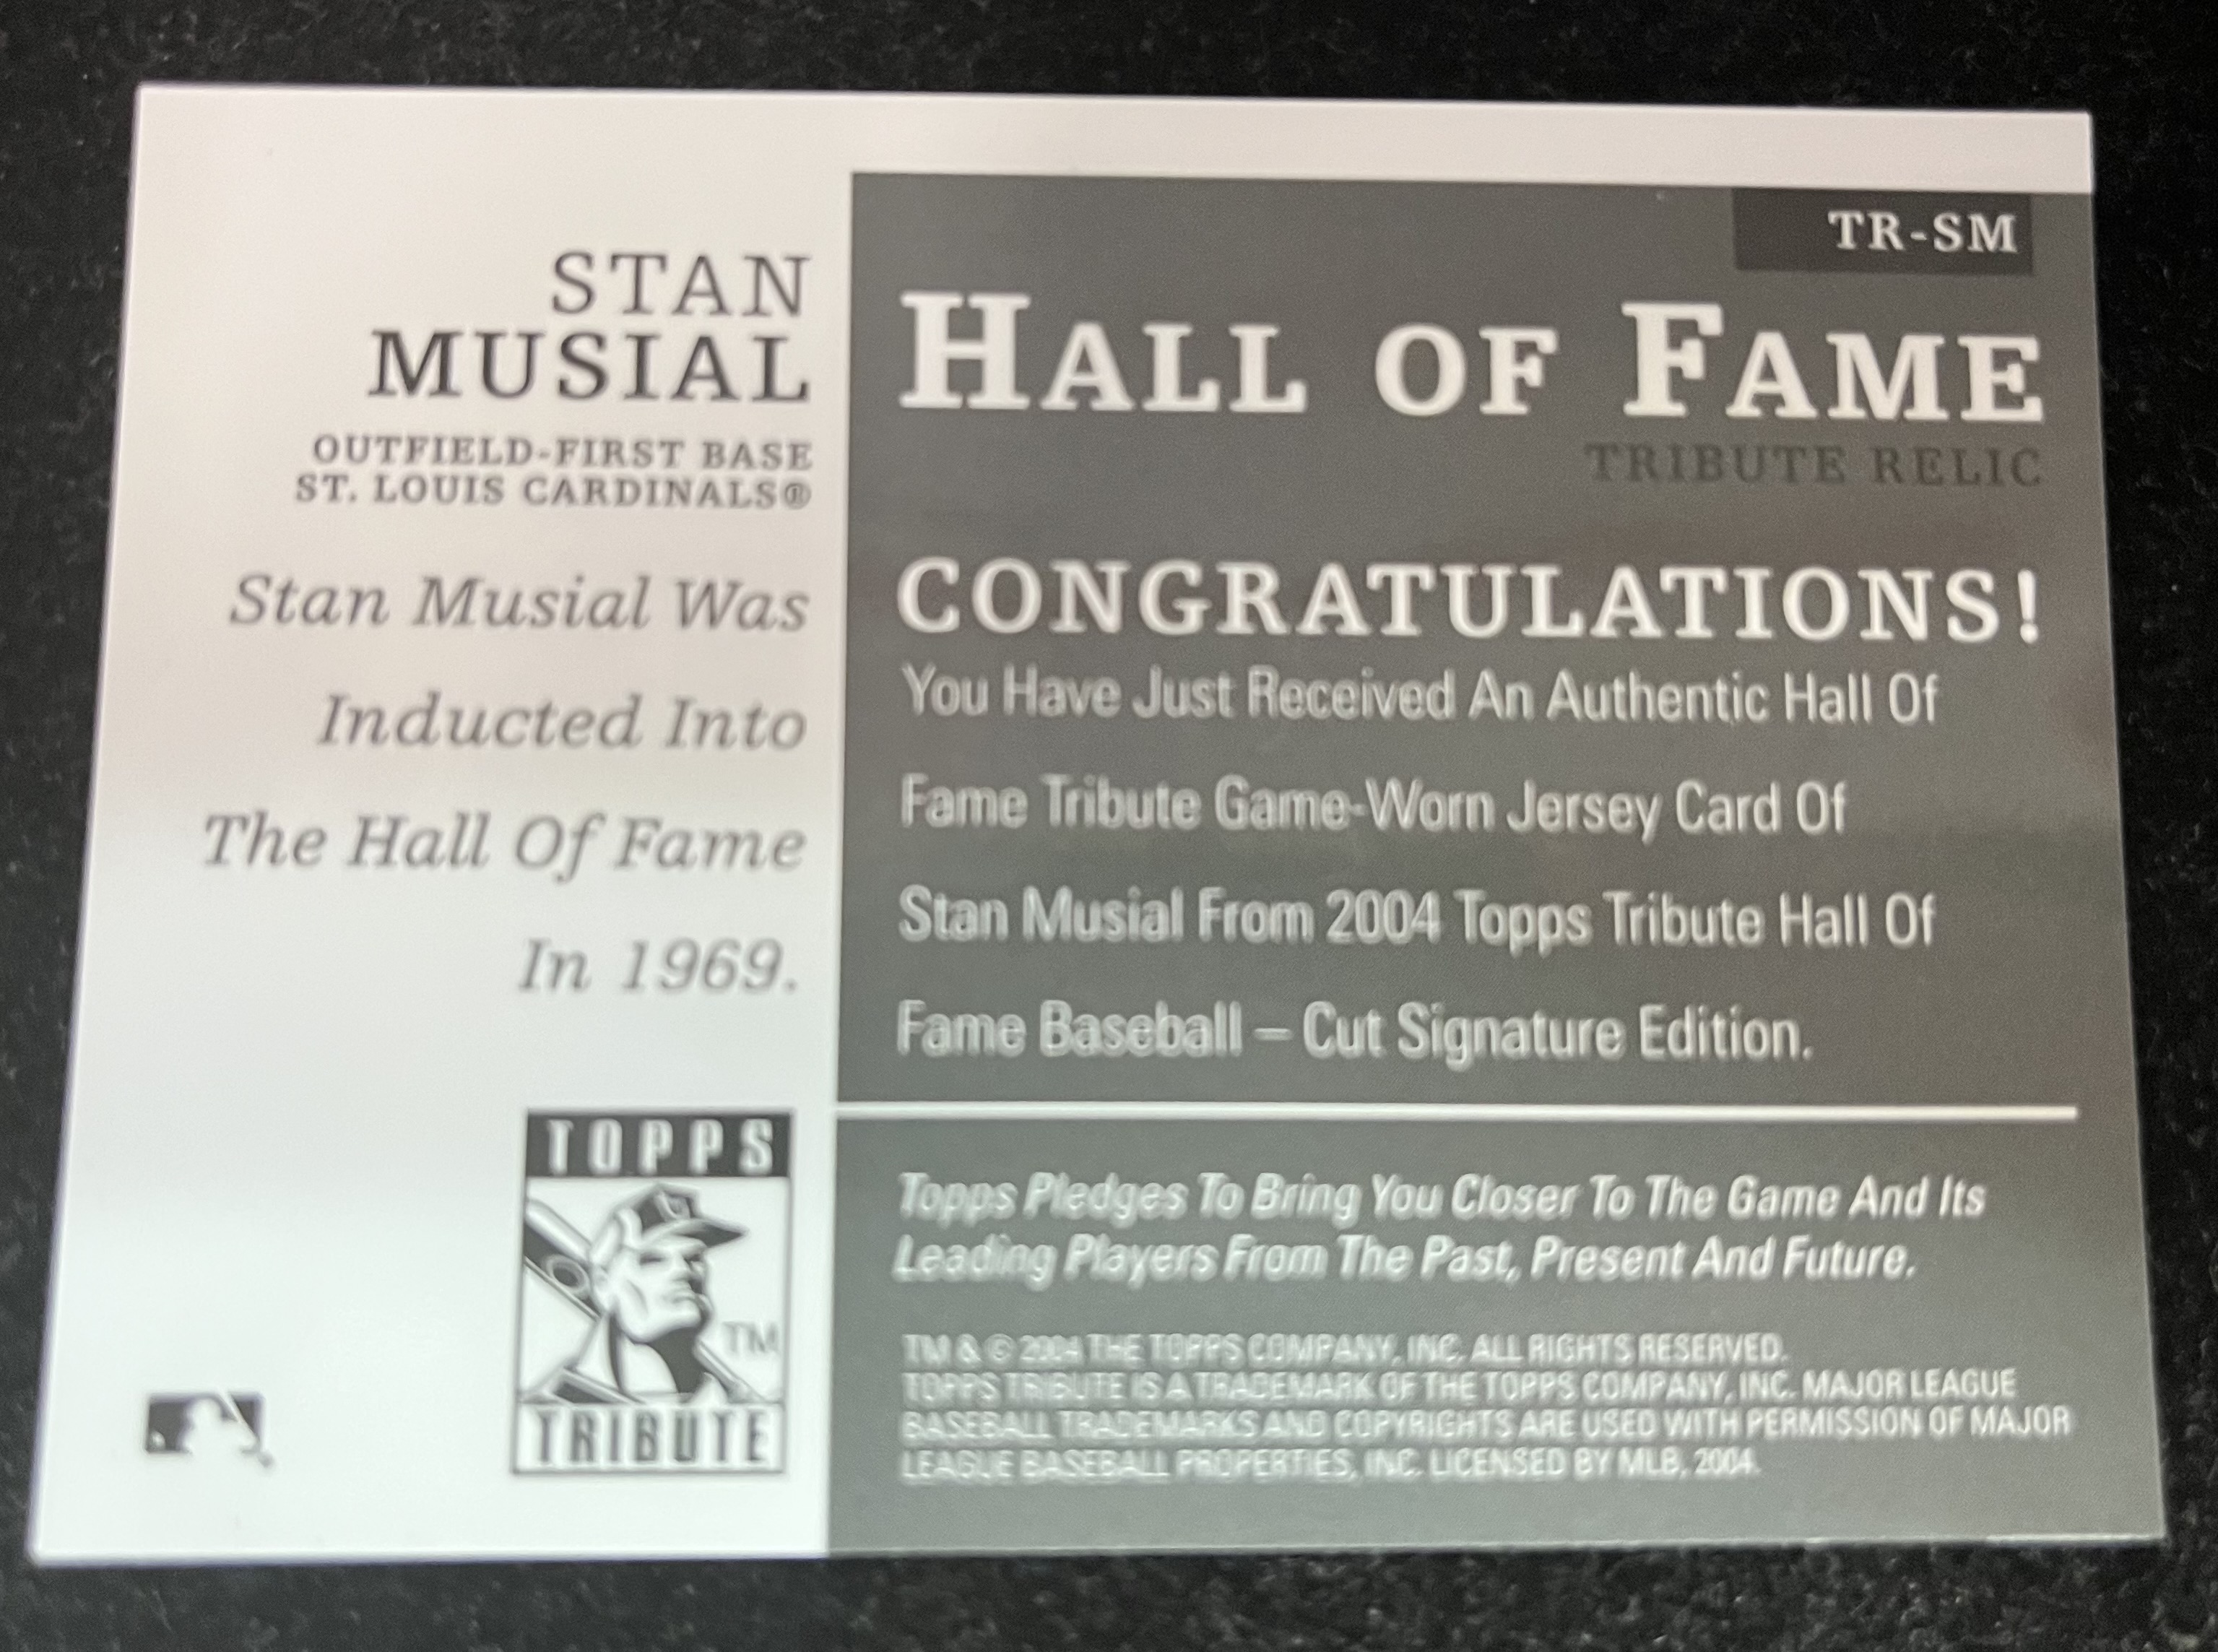 STAN
MUSIAL
OUTFIELD-FIRST BASE
ST. LOUIS CARDINALS®
Stan Musial Was
Inducted Into
The Hall Of Fame
In 1969.
TOPPS
TM
TRIBUTE
TR-SM
HALL OF FAME
TRIBUTE RELIC
CONGRATULATIONS!
You Have Just Received An Authentic Hall Of
Fame Tribute Game-Worn Jersey Card Of
Stan Musial From 2004 Topps Tribute Hall Of
Fame Baseball – Cut Signature Edition.
Topps Pledges To Bring You Closer To The Game And Its
Leading Players From The Past, Present And Future.
TM & © 2004 THE TOPPS COMPANY, INC. ALL RIGHTS RESERVED.
TOPPS TRIBUTE IS A TRADEMARK OF THE TOPPS COMPANY, INC. MAJOR LEAGUE
BASEBALL TRADEMARKS AND COPYRIGHTS ARE USED WITH PERMISSION OF MAJOR
LEAGUE BASEBALL PROPERTIES, INC. LICENSED BY MLB, 2004.